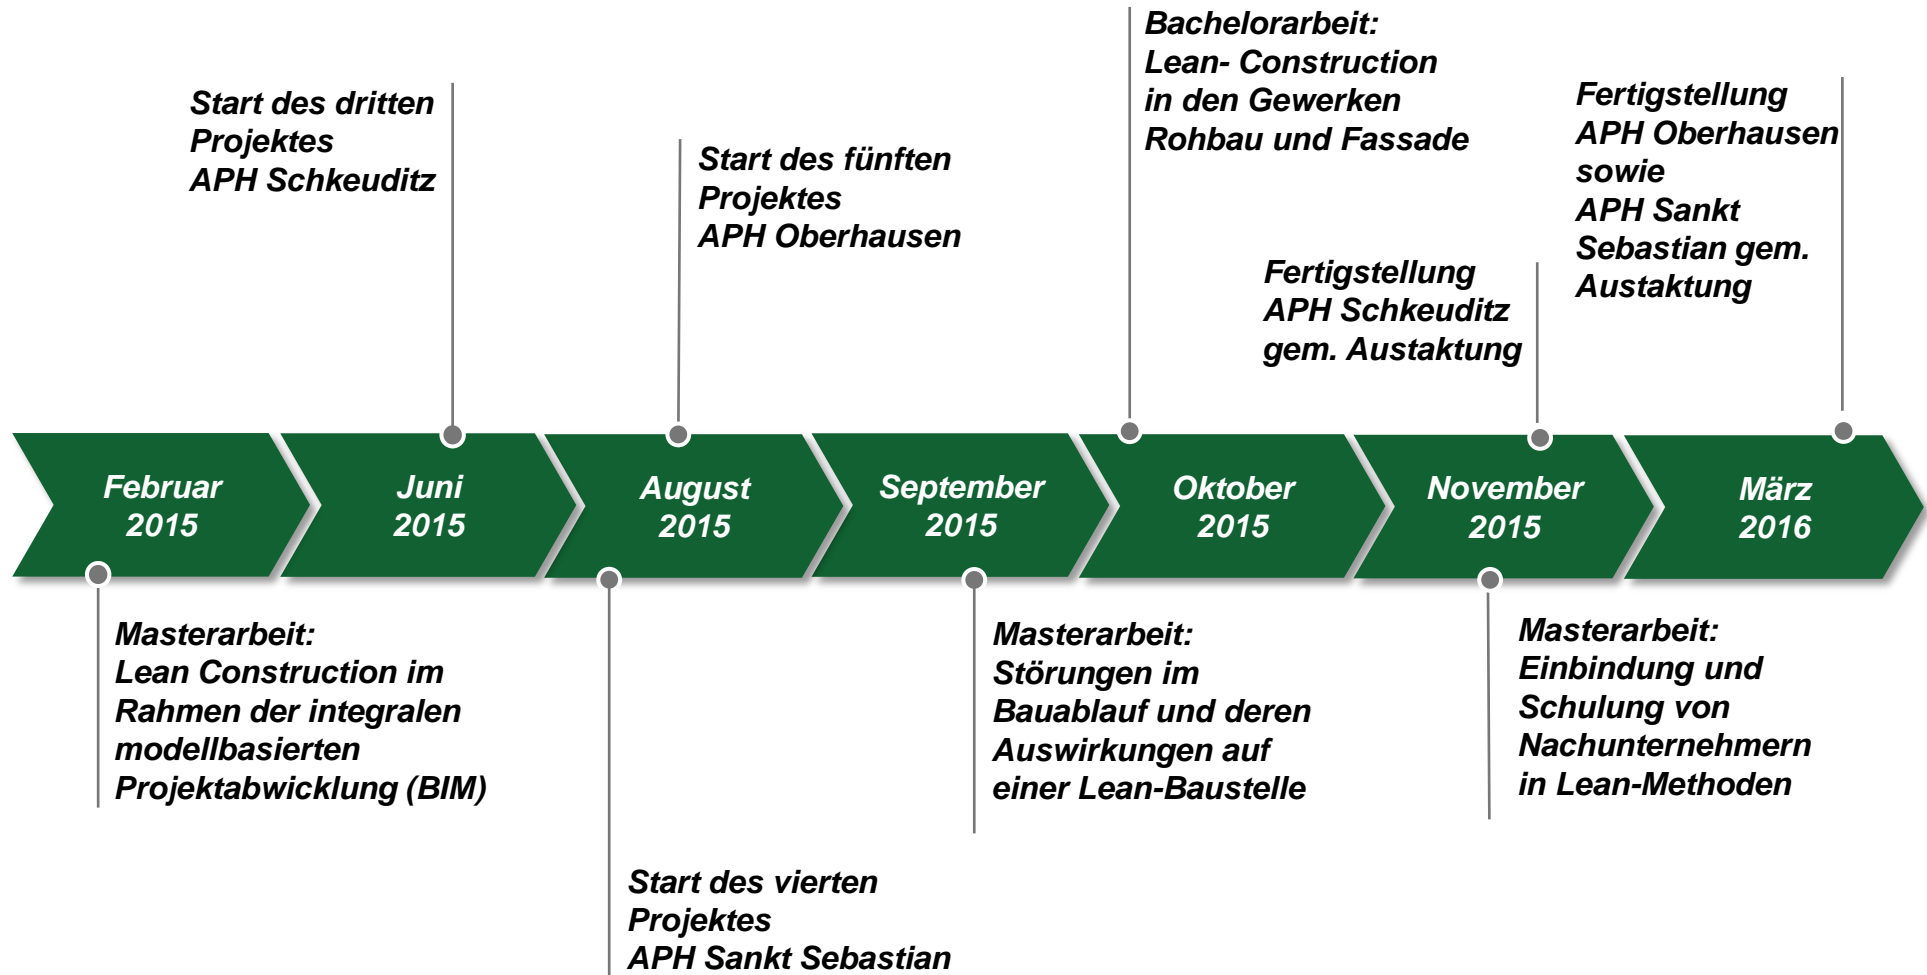 Start des dritten
Projektes
APH Schkeuditz
Start des fünften
Projektes
APH Oberhausen
Bachelorarbeit:
Lean- Construction
in den Gewerken
Rohbau und Fassade
Fertigstellung
APH Schkeuditz
gem. Austaktung
Fertigstellung
APH Oberhausen
sowie
APH Sankt
Sebastian gem.
Austaktung
Februar
2015
Juni
2015
August
2015
September
2015
Oktober
2015
November
2015
März
2016
Masterarbeit:
Lean Construction im
Rahmen der integralen
modellbasierten
Projektabwicklung (BIM)
Start des vierten
Projektes
APH Sankt Sebastian
Masterarbeit:
Störungen im
Bauablauf und deren
Auswirkungen auf
einer Lean-Baustelle
Masterarbeit:
Einbindung und
Schulung von
Nachunternehmern
in Lean-Methoden